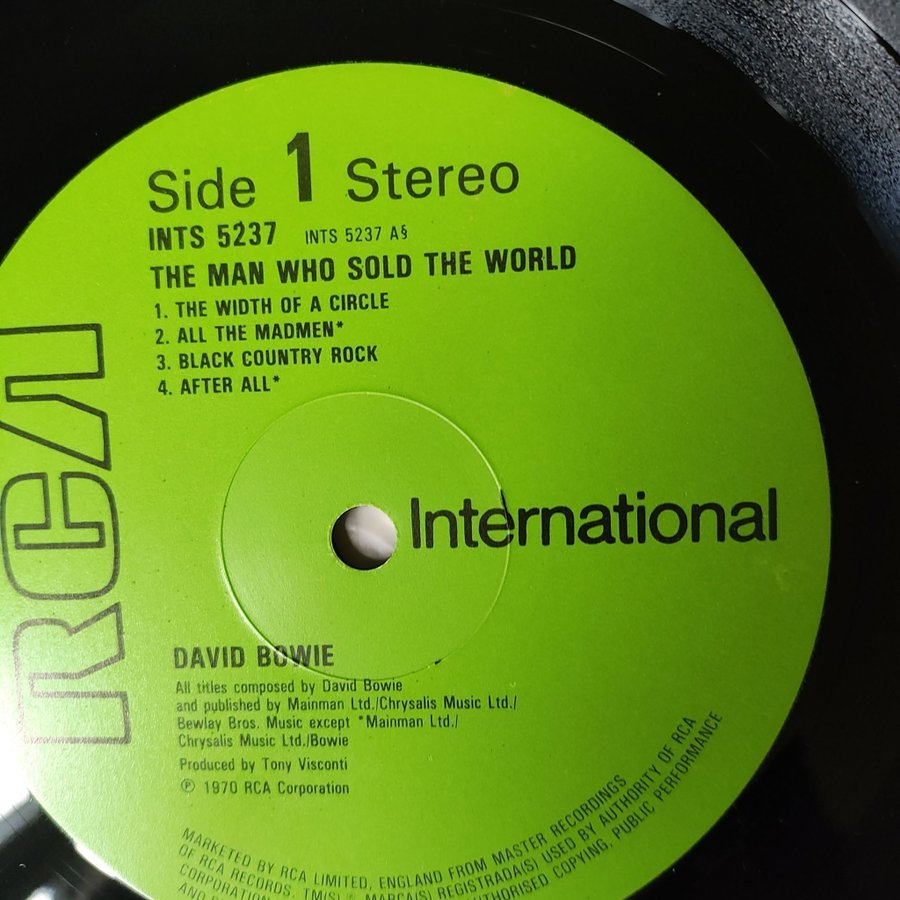 Side 1 Stereo
INTS 5237 INTS 5237 A§
THE MAN WHO SOLD THE WORLD
1. THE WIDTH OF A CIRCLE
2. ALL THE MADMEN*
3. BLACK COUNTRY ROCK
4. AFTER ALL*
RCA
International
DAVID BOWIE
All titles composed by David Bowie
and published by Mainman Ltd./Chrysalis Music Ltd./
Bewlay Bros. Music except *Mainman Ltd./
Chrysalis Music Ltd./Bowie
Produced by Tony Visconti
℗ 1970 RCA Corporation
MARKETED BY RCA LIMITED, ENGLAND FROM MASTER RECORDINGS
OF RCA RECORDS. TM(S) ® MARCA(S) REGISTRADA(S) USED BY AUTHORITY OF RCA
CORPORATION. COPYING, PUBLIC PERFORMANCE
AND